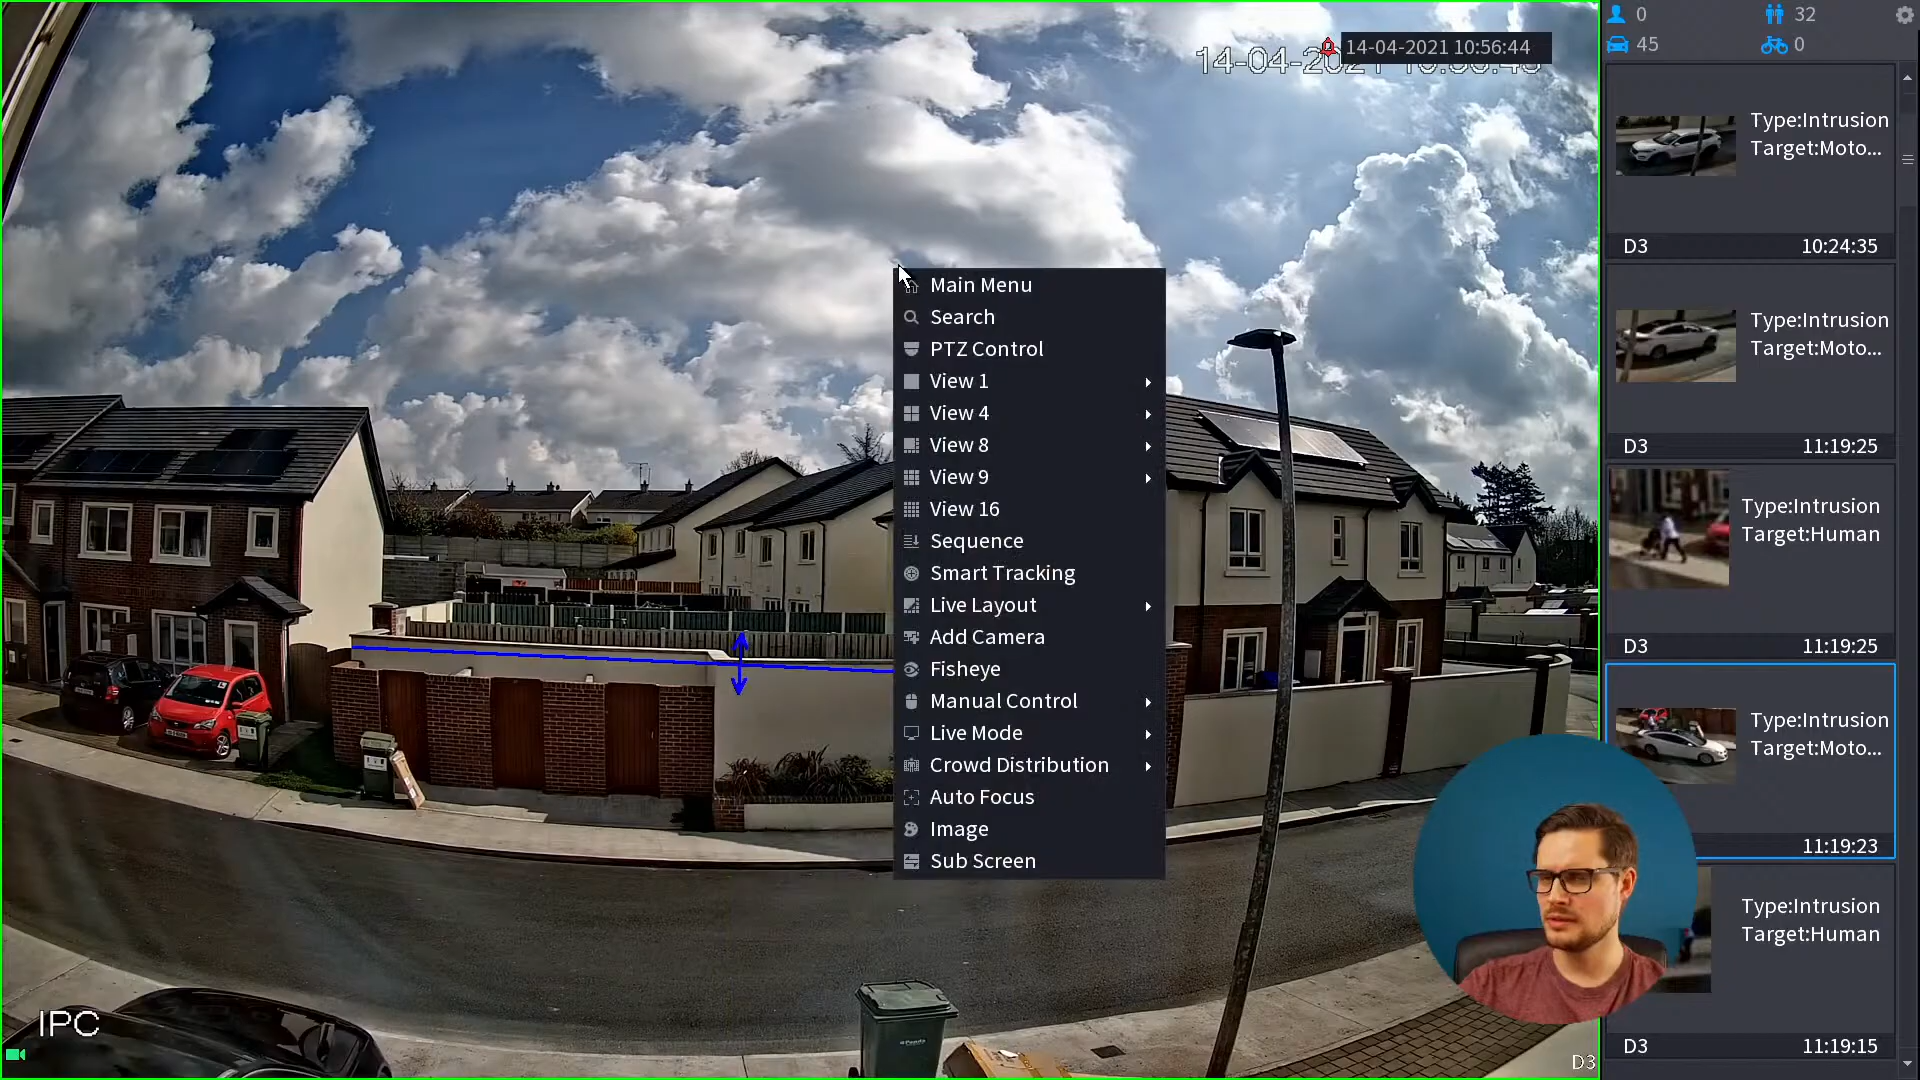 14-04-2021 10:56:44
0
32
45
0
Main Menu
Search
PTZ Control
View 1
View 4
View 8
View 9
View 16
Sequence
Smart Tracking
Live Layout
Add Camera
Fisheye
Manual Control
Live Mode
Crowd Distribution
Auto Focus
Image
Sub Screen
IPC
D3
Type:Intrusion
Target:Moto...
D3 10:24:35
Type:Intrusion
Target:Moto...
D3 11:19:25
Type:Intrusion
Target:Human
D3 11:19:25
Type:Intrusion
Target:Moto...
11:19:23
Type:Intrusion
Target:Human
D3 11:19:15